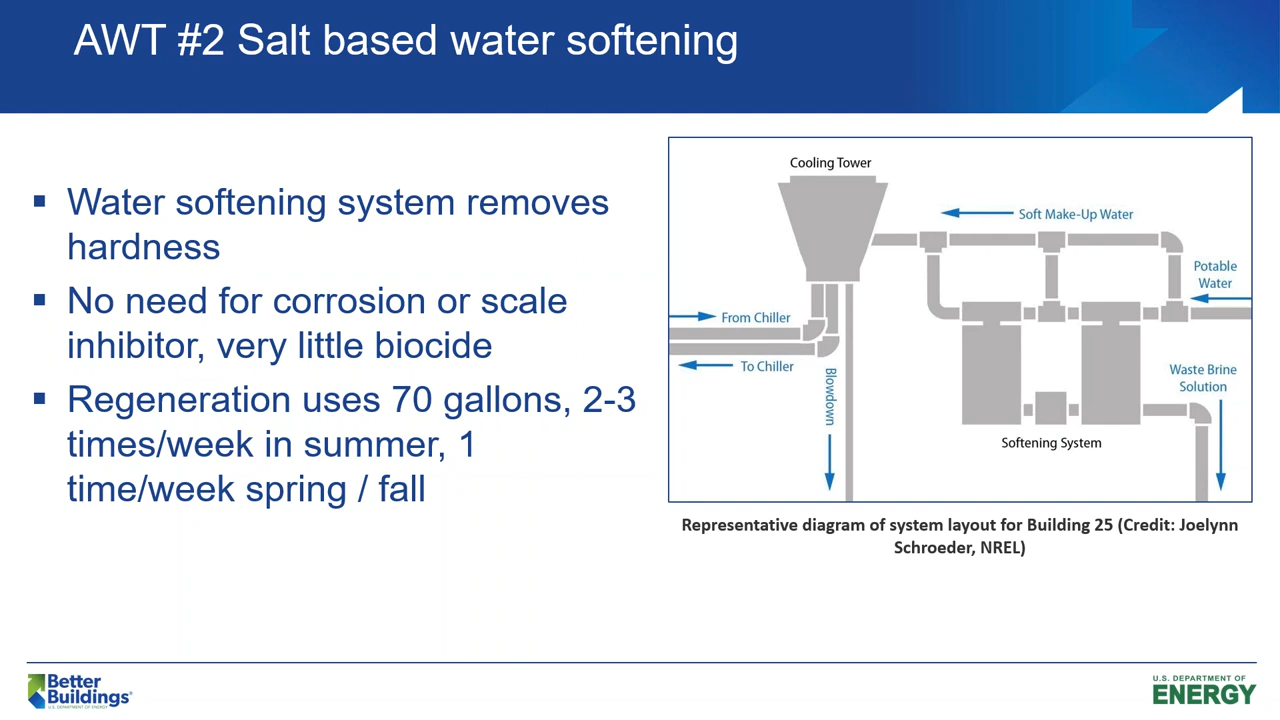 AWT #2 Salt based water softening
▪ Water softening system removes
hardness
▪ No need for corrosion or scale
inhibitor, very little biocide
▪ Regeneration uses 70 gallons, 2-3
times/week in summer, 1
time/week spring / fall
Cooling Tower
Soft Make-Up Water
Potable
Water
From Chiller
To Chiller
Blowdown
Waste Brine
Solution
Softening System
Representative diagram of system layout for Building 25 (Credit: Joelynn
Schroeder, NREL)
Better
Buildings®
U.S. DEPARTMENT OF ENERGY
U.S. DEPARTMENT OF
ENERGY